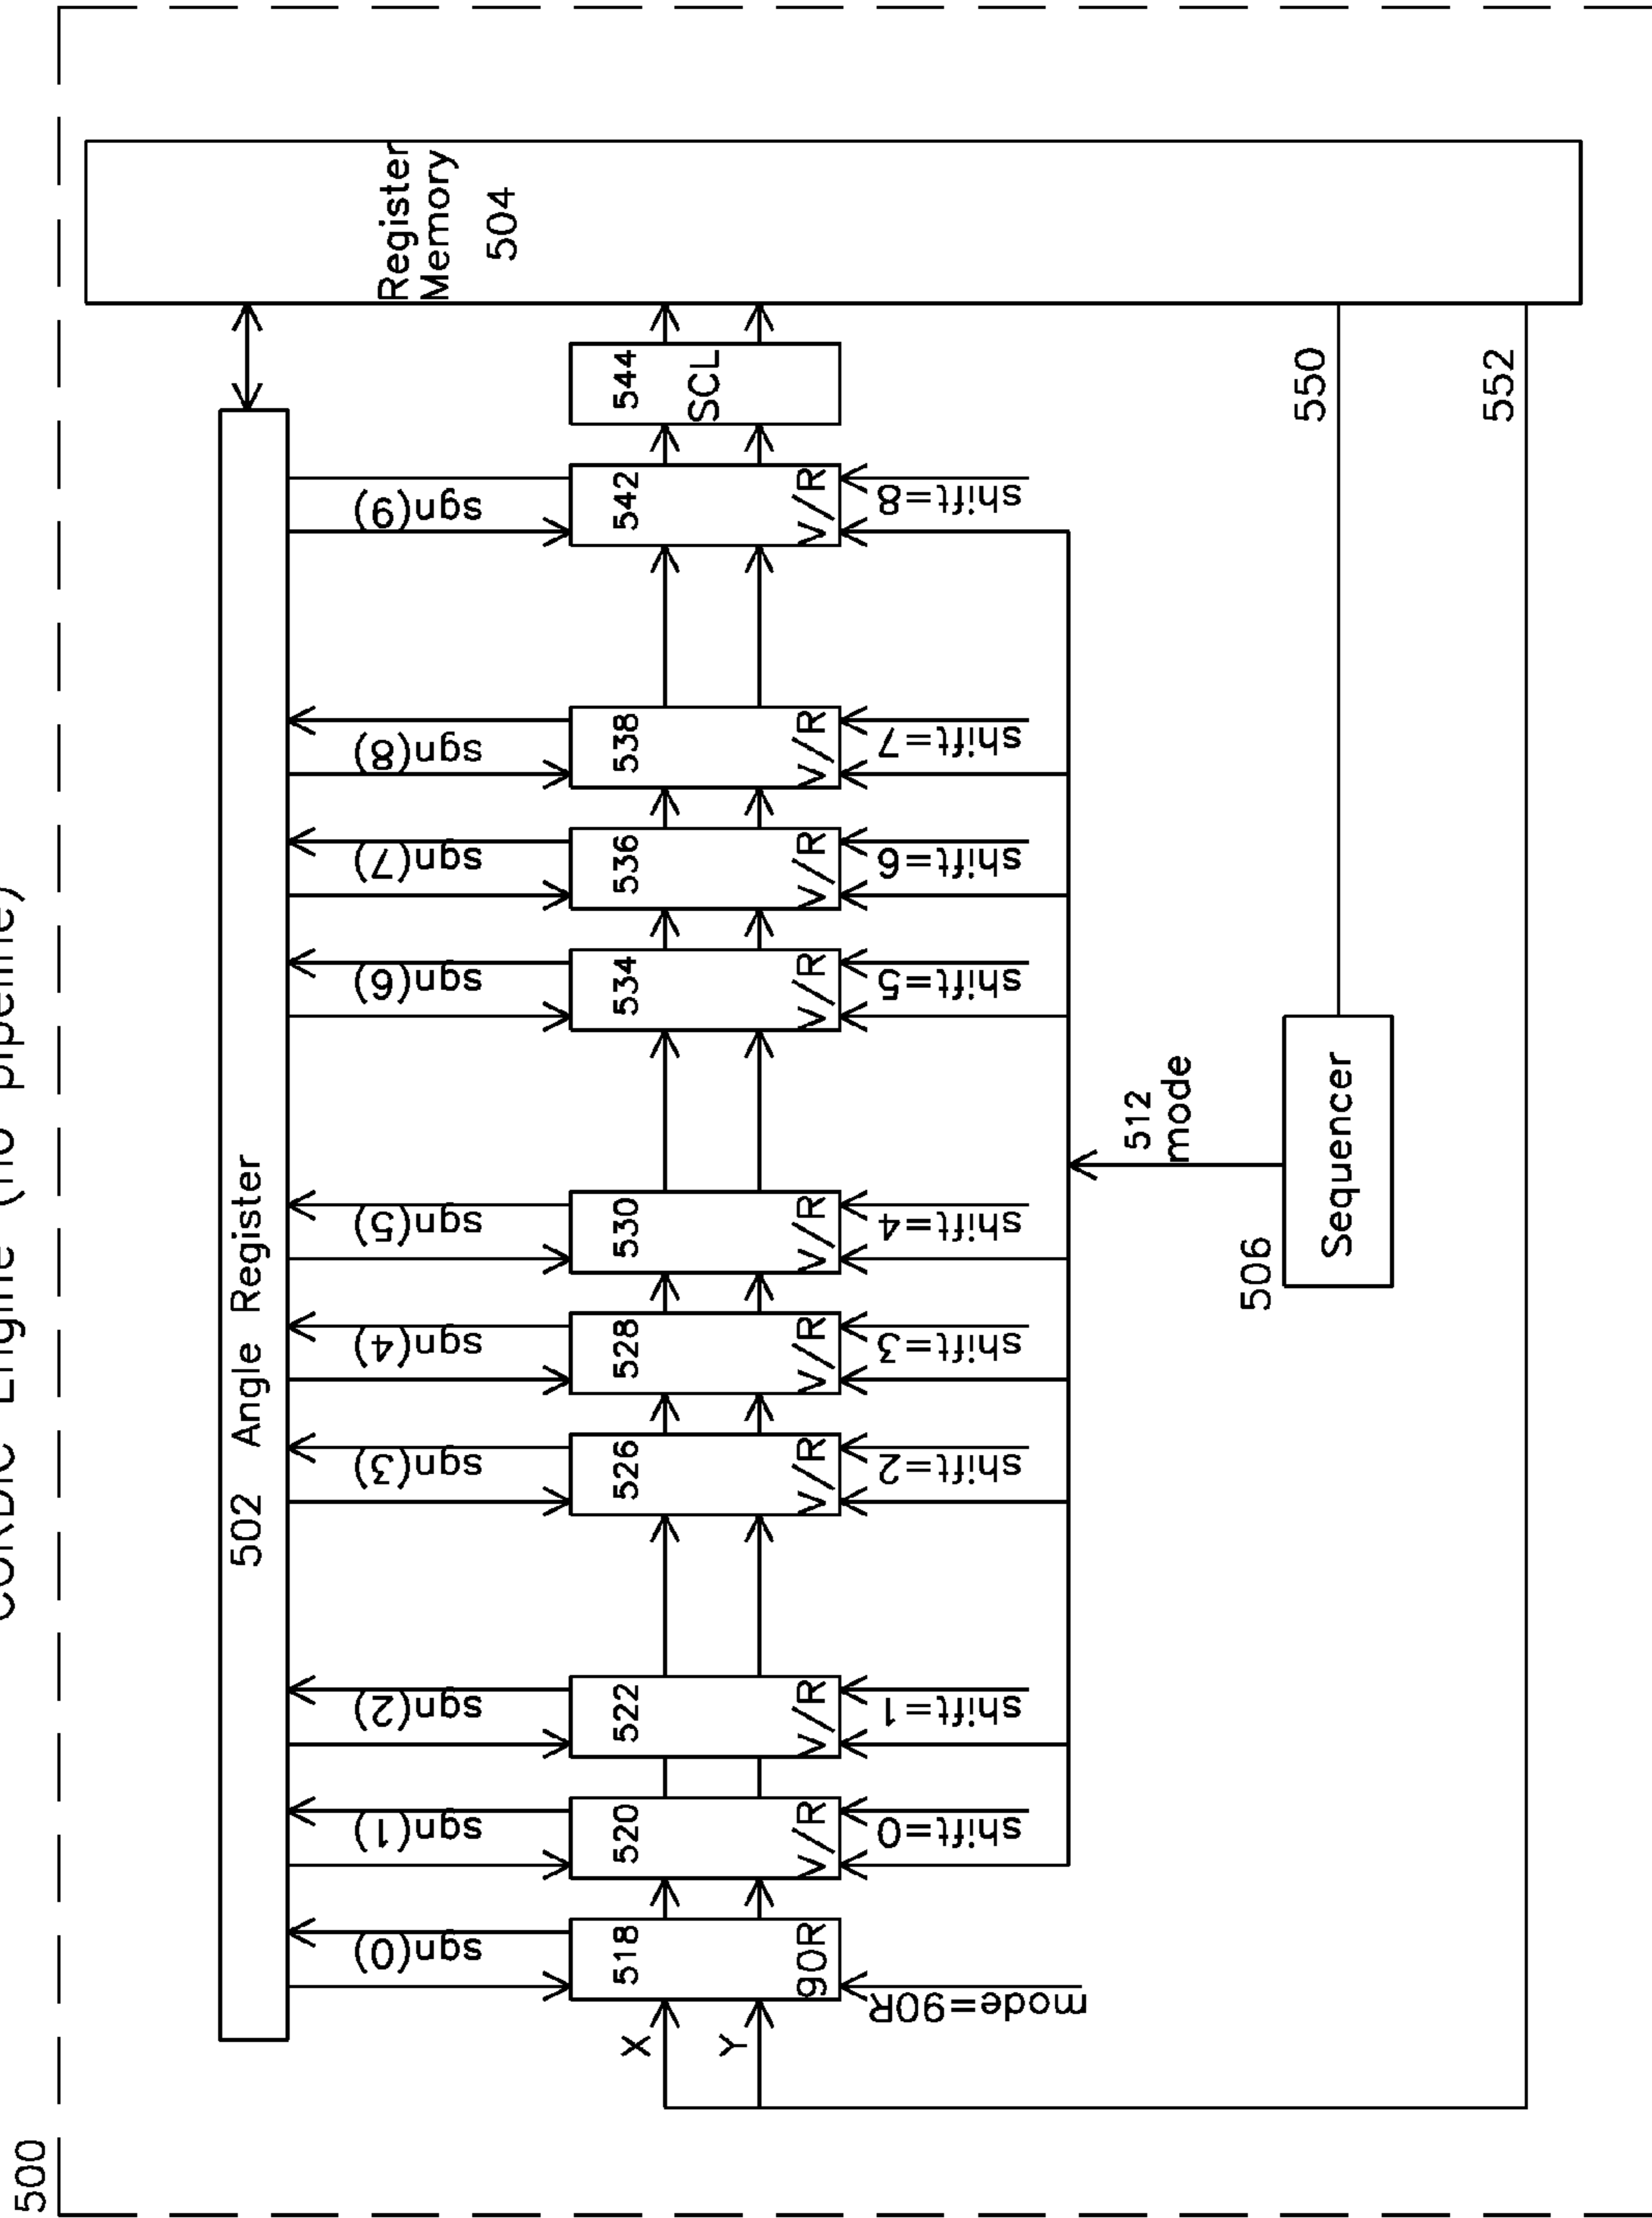 CORDIC Engine (no pipeline)
500
502 Angle Register
Register
Memory
504
sgn(0)
sgn(1)
sgn(2)
sgn(3)
sgn(4)
sgn(5)
sgn(6)
sgn(7)
sgn(8)
sgn(9)
X
Y
518
90R
520
V/R
522
V/R
526
V/R
528
V/R
530
V/R
534
V/R
536
V/R
538
V/R
542
V/R
544
SCL
mode=90R
shift=0
shift=1
shift=2
shift=3
shift=4
shift=5
shift=6
shift=7
shift=8
512
mode
506
Sequencer
550
552